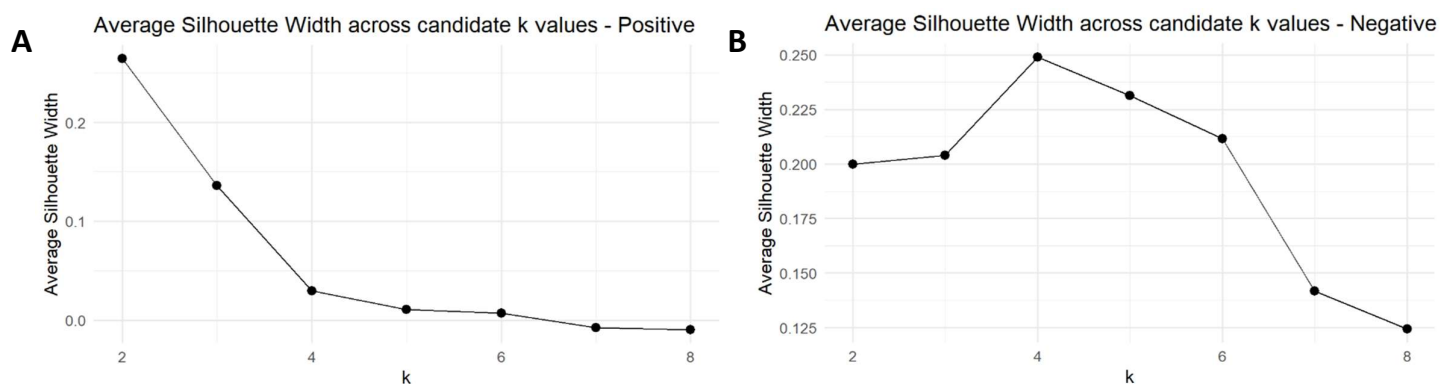 A
Average Silhouette Width across candidate k values - Positive
Average Silhouette Width
0.2
0.1
0.0
2
4
6
8
k
B
Average Silhouette Width across candidate k values - Negative
Average Silhouette Width
0.250
0.225
0.200
0.175
0.150
0.125
2
4
6
8
k